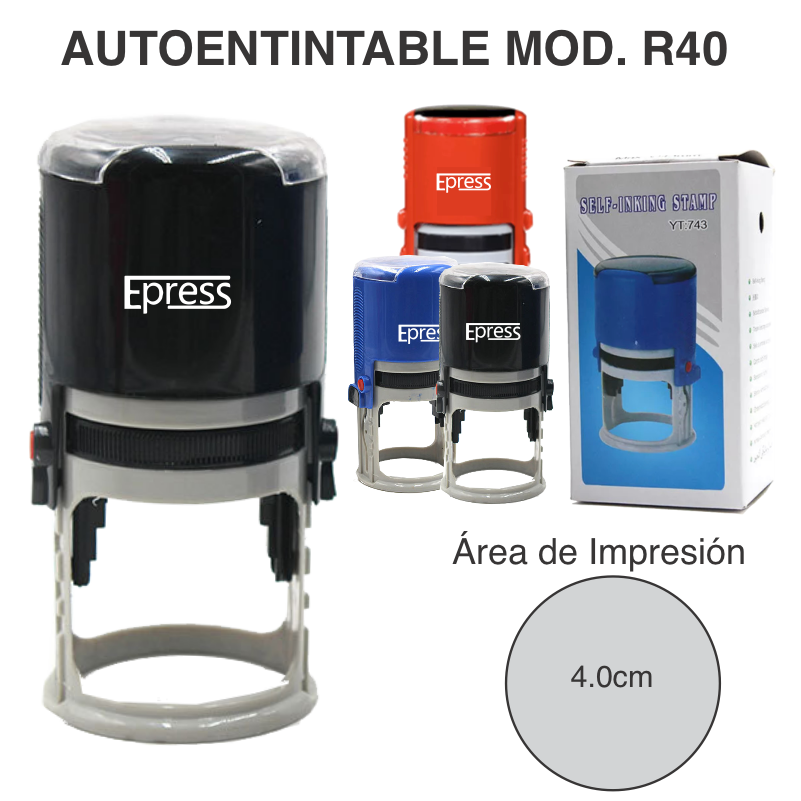 AUTOENTINTABLE MOD. R40
Epress
Epress
Epress
Epress
SELF-INKING STAMP
YT-743
Área de Impresión
4.0cm